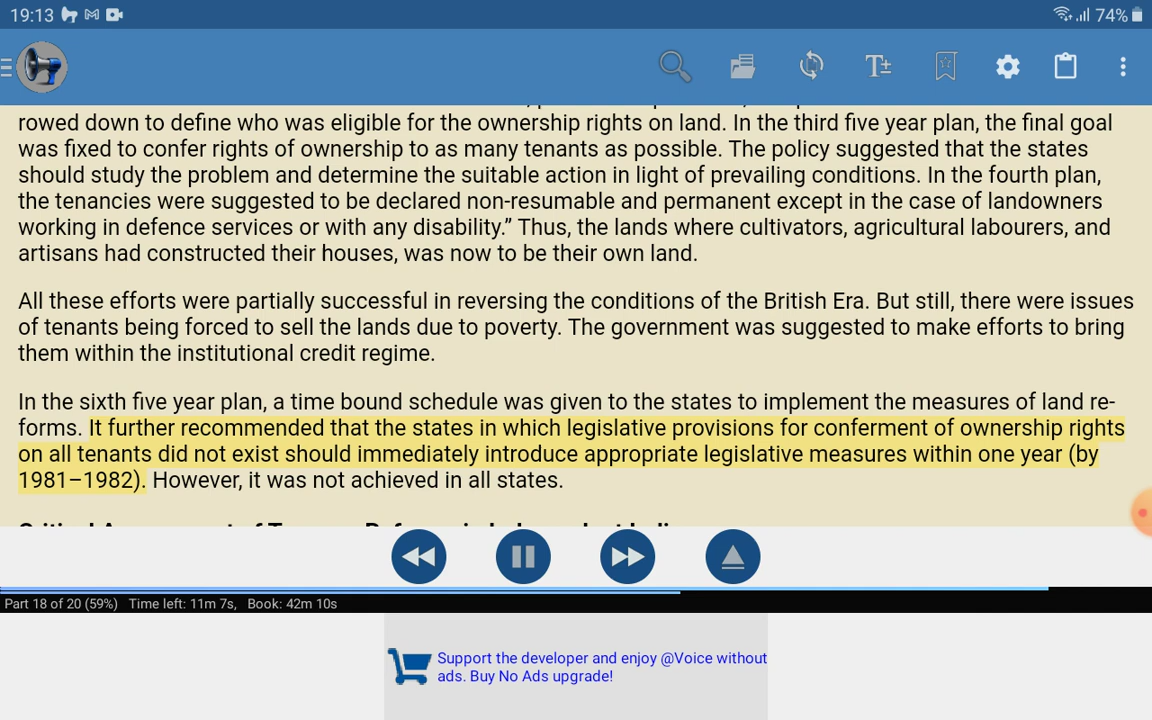 19:13
74%
rowed down to define who was eligible for the ownership rights on land. In the third five year plan, the final goal
was fixed to confer rights of ownership to as many tenants as possible. The policy suggested that the states
should study the problem and determine the suitable action in light of prevailing conditions. In the fourth plan,
the tenancies were suggested to be declared non-resumable and permanent except in the case of landowners
working in defence services or with any disability.” Thus, the lands where cultivators, agricultural labourers, and
artisans had constructed their houses, was now to be their own land.
All these efforts were partially successful in reversing the conditions of the British Era. But still, there were issues
of tenants being forced to sell the lands due to poverty. The government was suggested to make efforts to bring
them within the institutional credit regime.
In the sixth five year plan, a time bound schedule was given to the states to implement the measures of land re-
forms. It further recommended that the states in which legislative provisions for conferment of ownership rights
on all tenants did not exist should immediately introduce appropriate legislative measures within one year (by
1981–1982). However, it was not achieved in all states.
Part 18 of 20 (59%) Time left: 11m 7s, Book: 42m 10s
Support the developer and enjoy @Voice without
ads. Buy No Ads upgrade!